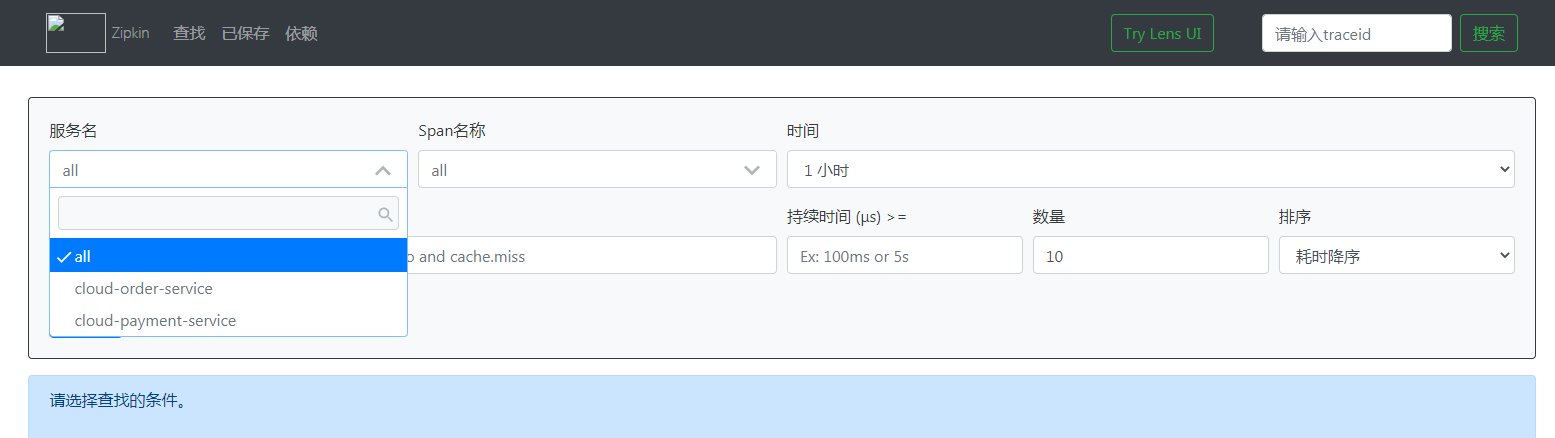 Zipkin 查找 已保存 依赖 Try Lens UI 请输入traceid 搜索
服务名 Span名称 时间
all all 1 小时
持续时间 (μs) >= 数量 排序
all and cache.miss Ex: 100ms or 5s 10 耗时降序
cloud-order-service
cloud-payment-service
请选择查找的条件。